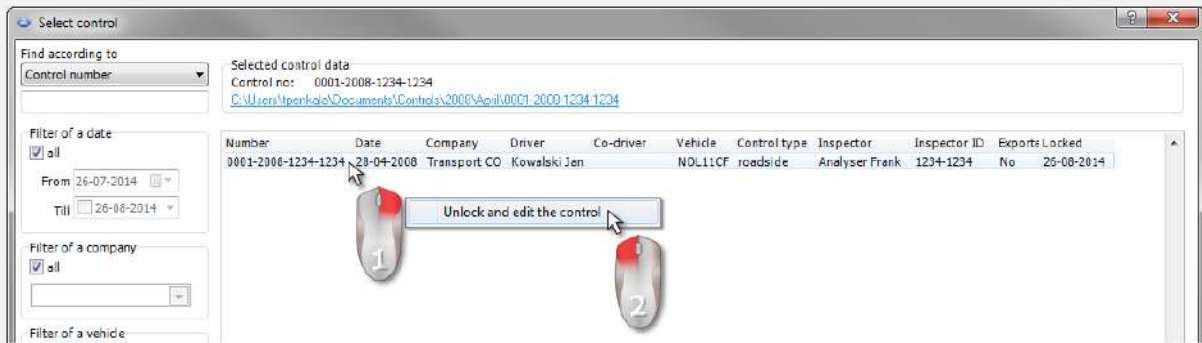 Select control
Find according to
Control number
Selected control data
Control no: 0001-2008-1234-1234
C:\Users\tpenkala\Documents\Controls\2008\April\0001-2008-1234-1234
Filter of a date
all
From 26-07-2014
Till 26-08-2014
Filter of a company
all
Filter of a vehicle
Number Date Company Driver Co-driver Vehicle Control type Inspector Inspector ID Exporte Locked
0001-2008-1234-1234 28-04-2008 Transport CO Kowalski Jan NOL11CF roadside Analyser Frank 1234-1234 No 26-08-2014
Unlock and edit the control
1
2